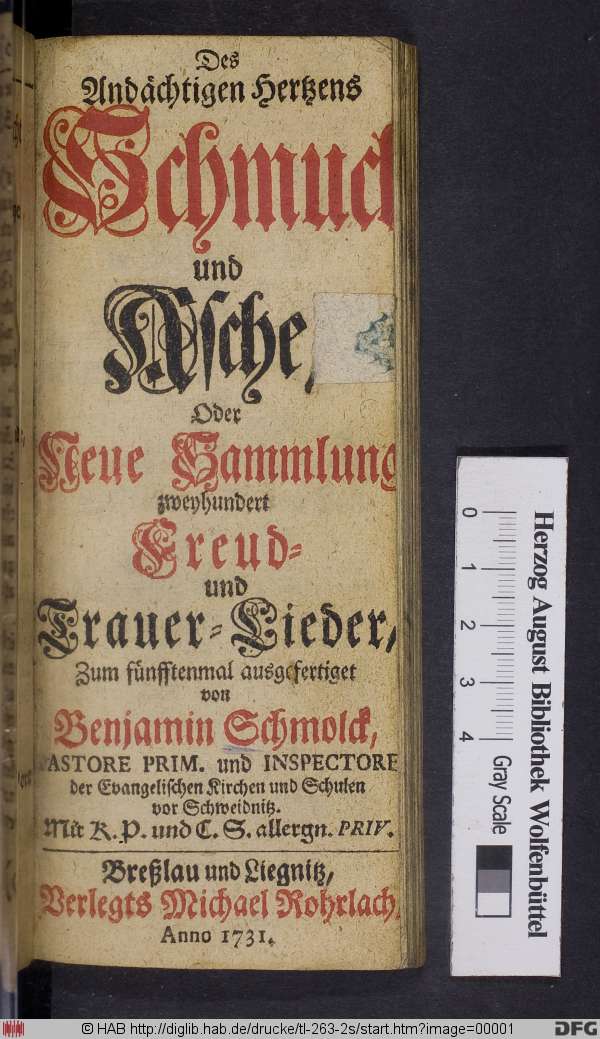 Des
Andächtigen Hertzens
Schmuck
und
Asche,
Oder
Neue Sammlung
zweyhundert
Freud-
und
Trauer-Lieder,
Zum fünfftenmal ausgefertiget
von
Benjamin Schmolck,
PASTORE PRIM. und INSPECTORE
der Evangelischen Kirchen und Schulen
vor Schweidnitz.
Mit K. P. und C. S. allergn. PRIV.
Breßlau und Liegnitz,
Verlegts Michael Rohrlach,
Anno 1731.
Herzog August Bibliothek Wolfenbüttel
0 1 2 3 4
Gray Scale
© HAB http://diglib.hab.de/drucke/tl-263-2s/start.htm?image=00001
DFG